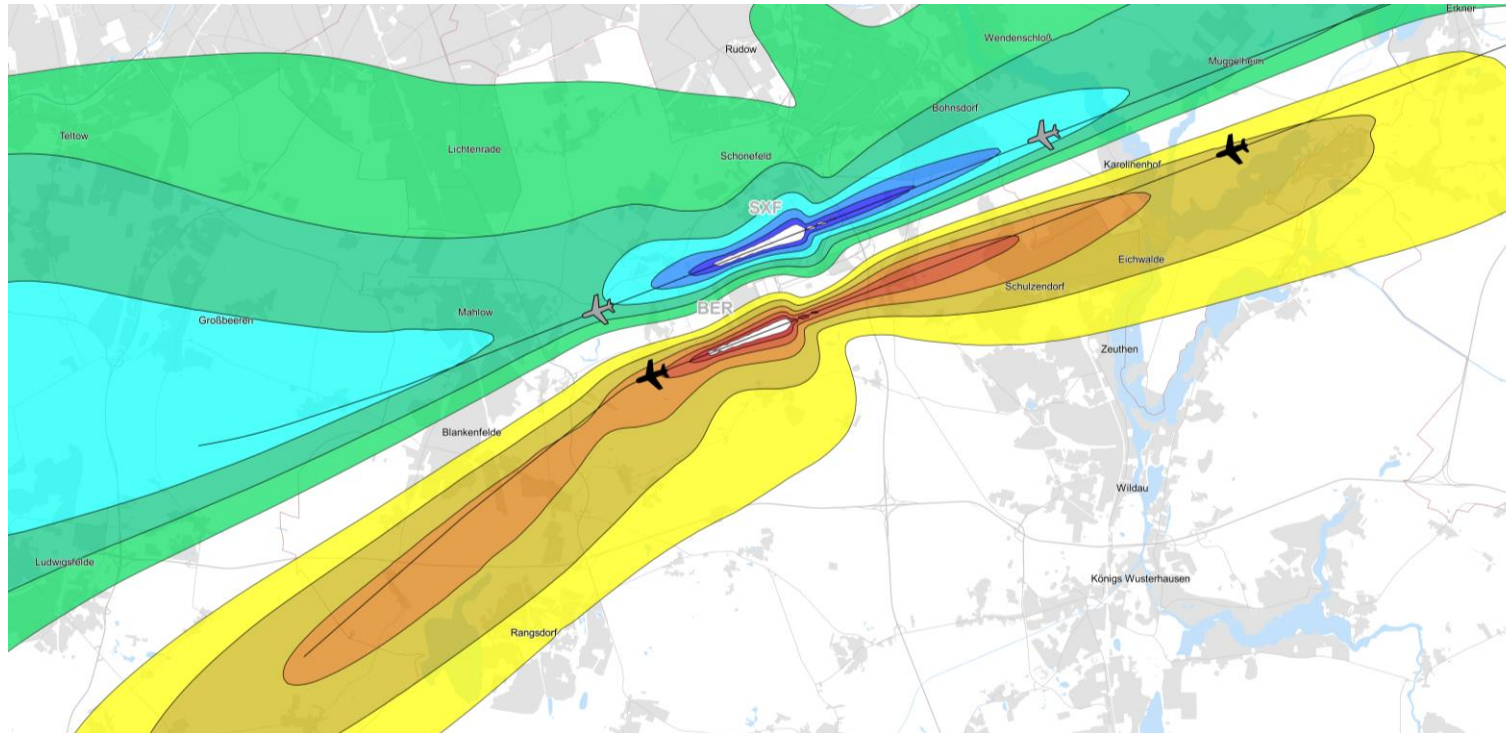 Erkner
Wendenschloß
Rudow
Müggelheim
Bohnsdorf
Teltow
Lichtenrade
Schönefeld
Karolinenhof
SXF
Eichwalde
Schulzendorf
BER
Mahlow
Großbeeren
Zeuthen
Blankenfelde
Wildau
Ludwigsfelde
Königs Wusterhausen
Rangsdorf